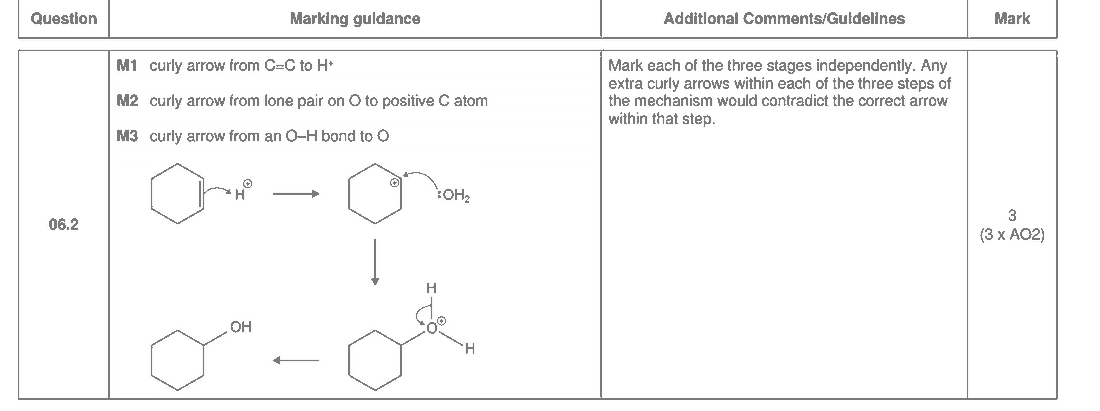 Question Marking guidance Additional Comments/Guidelines Mark
06.2
M1 curly arrow from C=C to H⁺
M2 curly arrow from lone pair on O to positive C atom
M3 curly arrow from an O–H bond to O
H⊕
⊕
:OH₂
H
O⊕
H
OH
Mark each of the three stages independently. Any
extra curly arrows within each of the three steps of
the mechanism would contradict the correct arrow
within that step.
3
(3 x AO2)